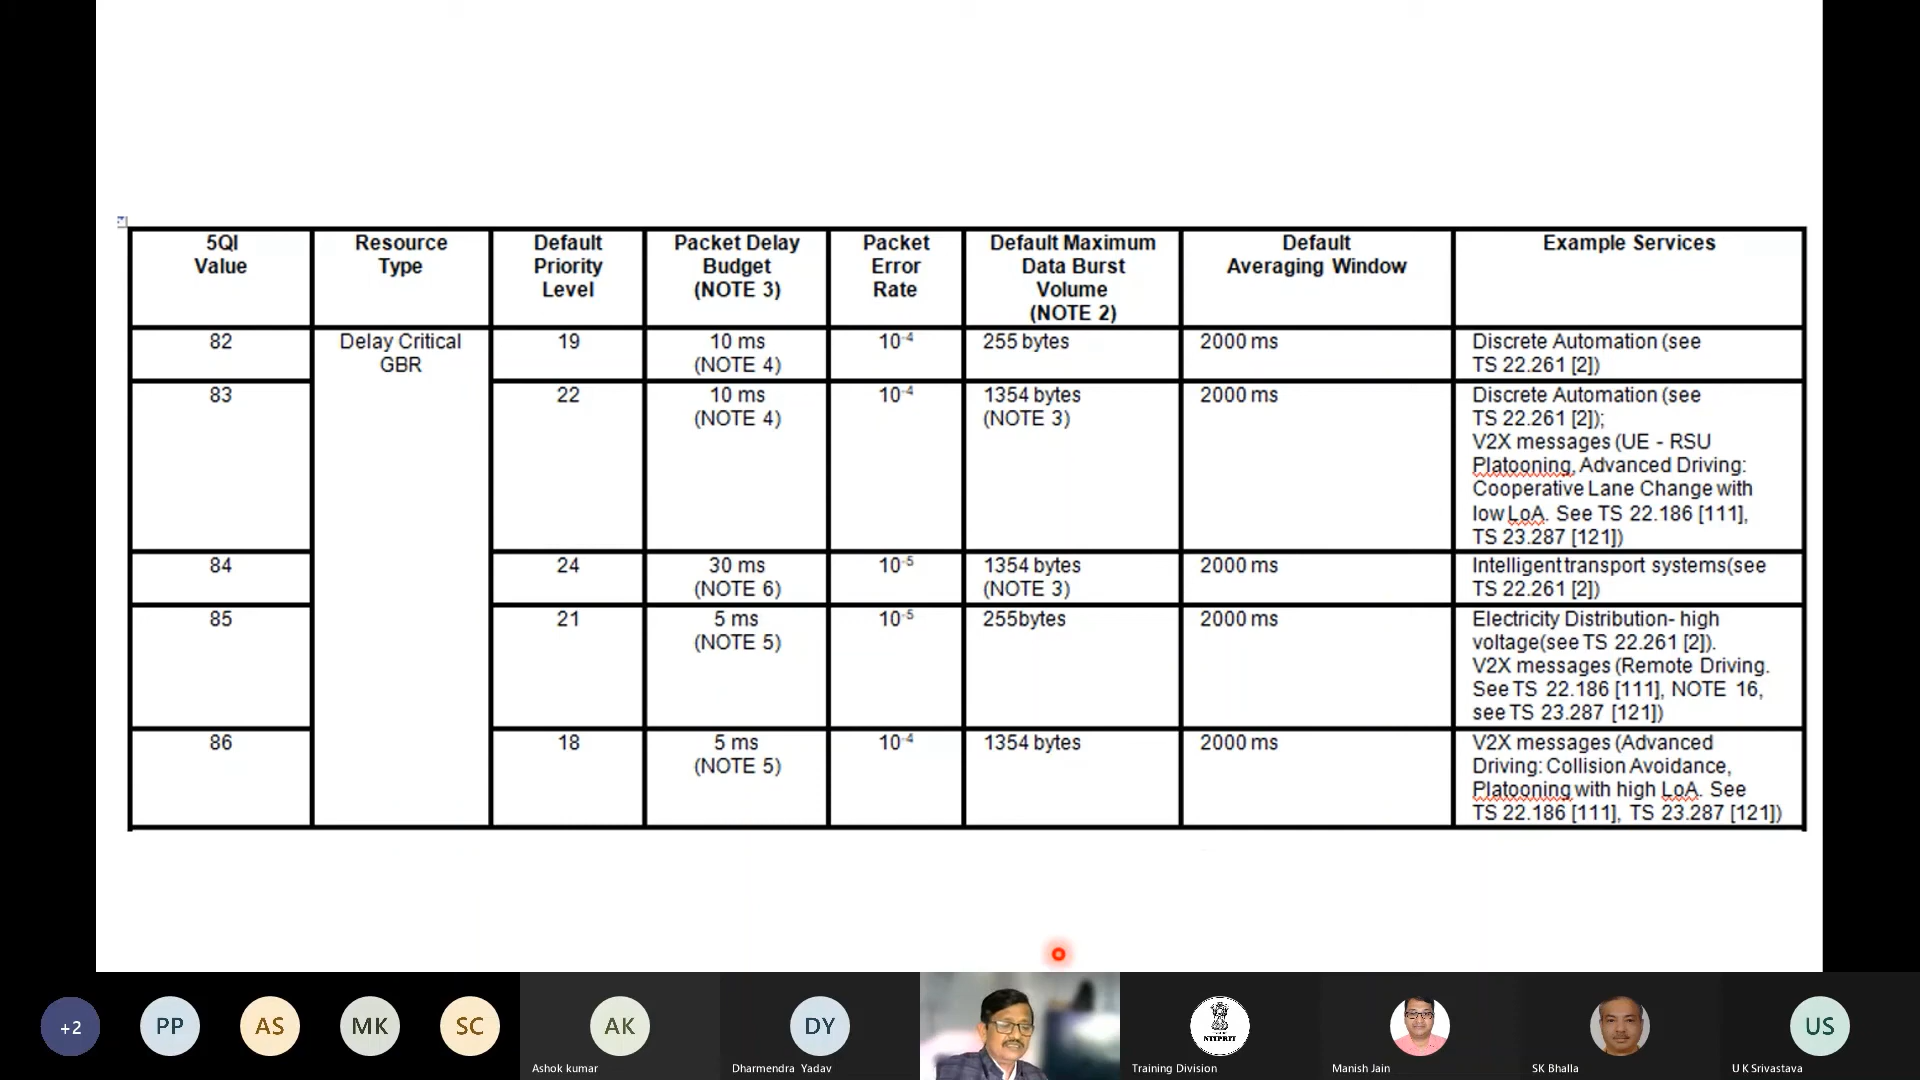 5QI
Value
Resource
Type
Default
Priority
Level
Packet Delay
Budget
(NOTE 3)
Packet
Error
Rate
Default Maximum
Data Burst
Volume
(NOTE 2)
Default
Averaging Window
Example Services
82
Delay Critical
GBR
19
10 ms
(NOTE 4)
10-4
255 bytes
2000 ms
Discrete Automation (see
TS 22.261 [2])
83
22
10 ms
(NOTE 4)
10-4
1354 bytes
(NOTE 3)
2000 ms
Discrete Automation (see
TS 22.261 [2]);
V2X messages (UE - RSU
Platooning, Advanced Driving:
Cooperative Lane Change with
low LoA. See TS 22.186 [111],
TS 23.287 [121])
84
24
30 ms
(NOTE 6)
10-5
1354 bytes
(NOTE 3)
2000 ms
Intelligent transport systems(see
TS 22.261 [2])
85
21
5 ms
(NOTE 5)
10-5
255bytes
2000 ms
Electricity Distribution- high
voltage(see TS 22.261 [2]).
V2X messages (Remote Driving.
See TS 22.186 [111], NOTE 16,
see TS 23.287 [121])
86
18
5 ms
(NOTE 5)
10-4
1354 bytes
2000 ms
V2X messages (Advanced
Driving: Collision Avoidance,
Platooning with high LoA. See
TS 22.186 [111], TS 23.287 [121])
+2
PP
AS
MK
SC
AK
Ashok kumar
DY
Dharmendra Yadav
NTIPRIT
Training Division
Manish Jain
SK Bhalla
US
U K Srivastava